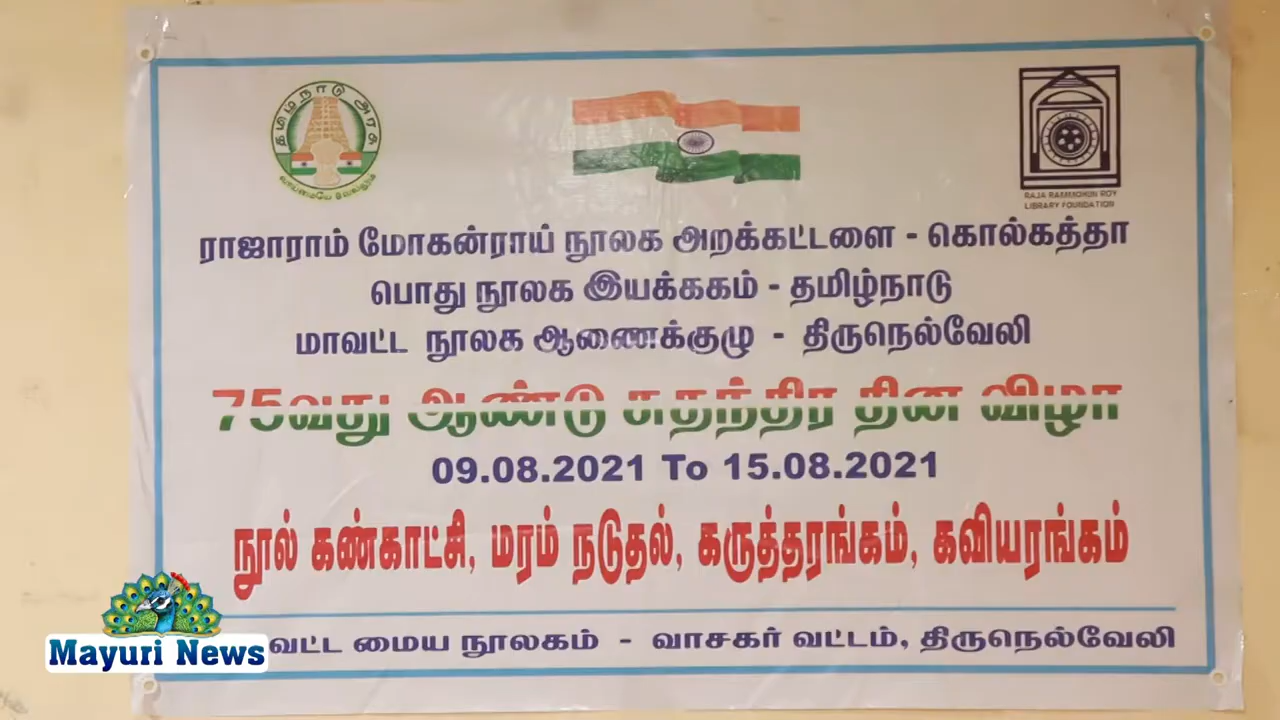 தமிழ்நாடு அரசு
வாய்மையே வெல்லும்
RAJA RAMMOHUN ROY
LIBRARY FOUNDATION
ராஜாராம் மோகன்ராய் நூலக அறக்கட்டளை - கொல்கத்தா
பொது நூலக இயக்ககம் - தமிழ்நாடு
மாவட்ட நூலக ஆணைக்குழு - திருநெல்வேலி
75வது ஆண்டு சுதந்திர தின விழா
09.08.2021 To 15.08.2021
நூல் கண்காட்சி, மரம் நடுதல், கருத்தரங்கம், கவியரங்கம்
வட்ட மைய நூலகம் - வாசகர் வட்டம், திருநெல்வேலி
Mayuri News